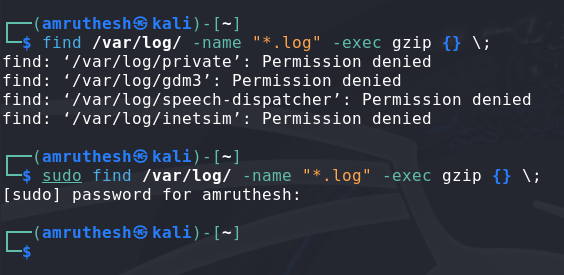 ┌──(amruthesh㉿kali)-[~]
└─$ find /var/log/ -name "*.log" -exec gzip {} \;
find: ‘/var/log/private’: Permission denied
find: ‘/var/log/gdm3’: Permission denied
find: ‘/var/log/speech-dispatcher’: Permission denied
find: ‘/var/log/inetsim’: Permission denied
┌──(amruthesh㉿kali)-[~]
└─$ sudo find /var/log/ -name "*.log" -exec gzip {} \;
[sudo] password for amruthesh:
┌──(amruthesh㉿kali)-[~]
└─$